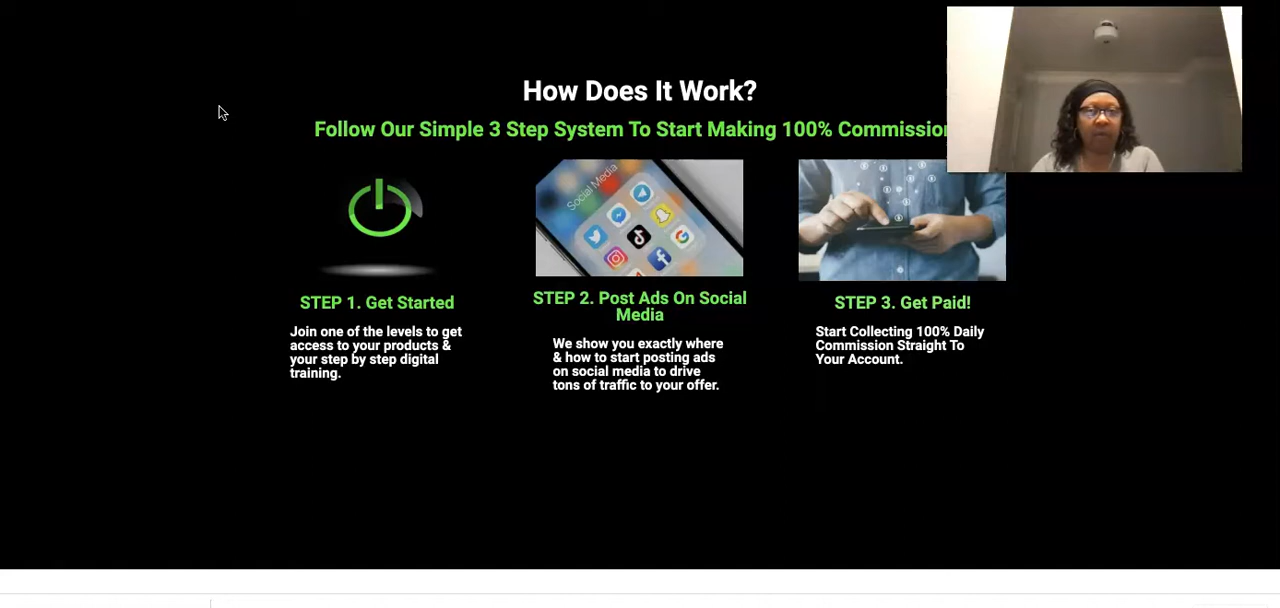 How Does It Work?
Follow Our Simple 3 Step System To Start Making 100%
Social Media
STEP 1. Get Started
Join one of the levels to get
access to your products &
your step by step digital
training.
STEP 2. Post Ads On Social
Media
We show you exactly where
& how to start posting ads
on social media to drive
tons of traffic to your offer.
STEP 3. Get Paid!
Start Collecting 100% Daily
Commission Straight To
Your Account.